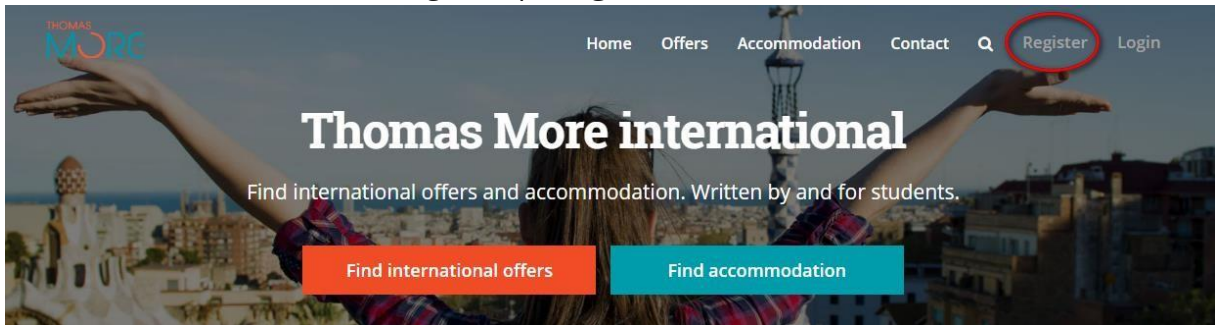 THOMAS
MORE
Home Offers Accommodation Contact Register Login
Thomas More international
Find international offers and accommodation. Written by and for students.
Find international offers Find accommodation